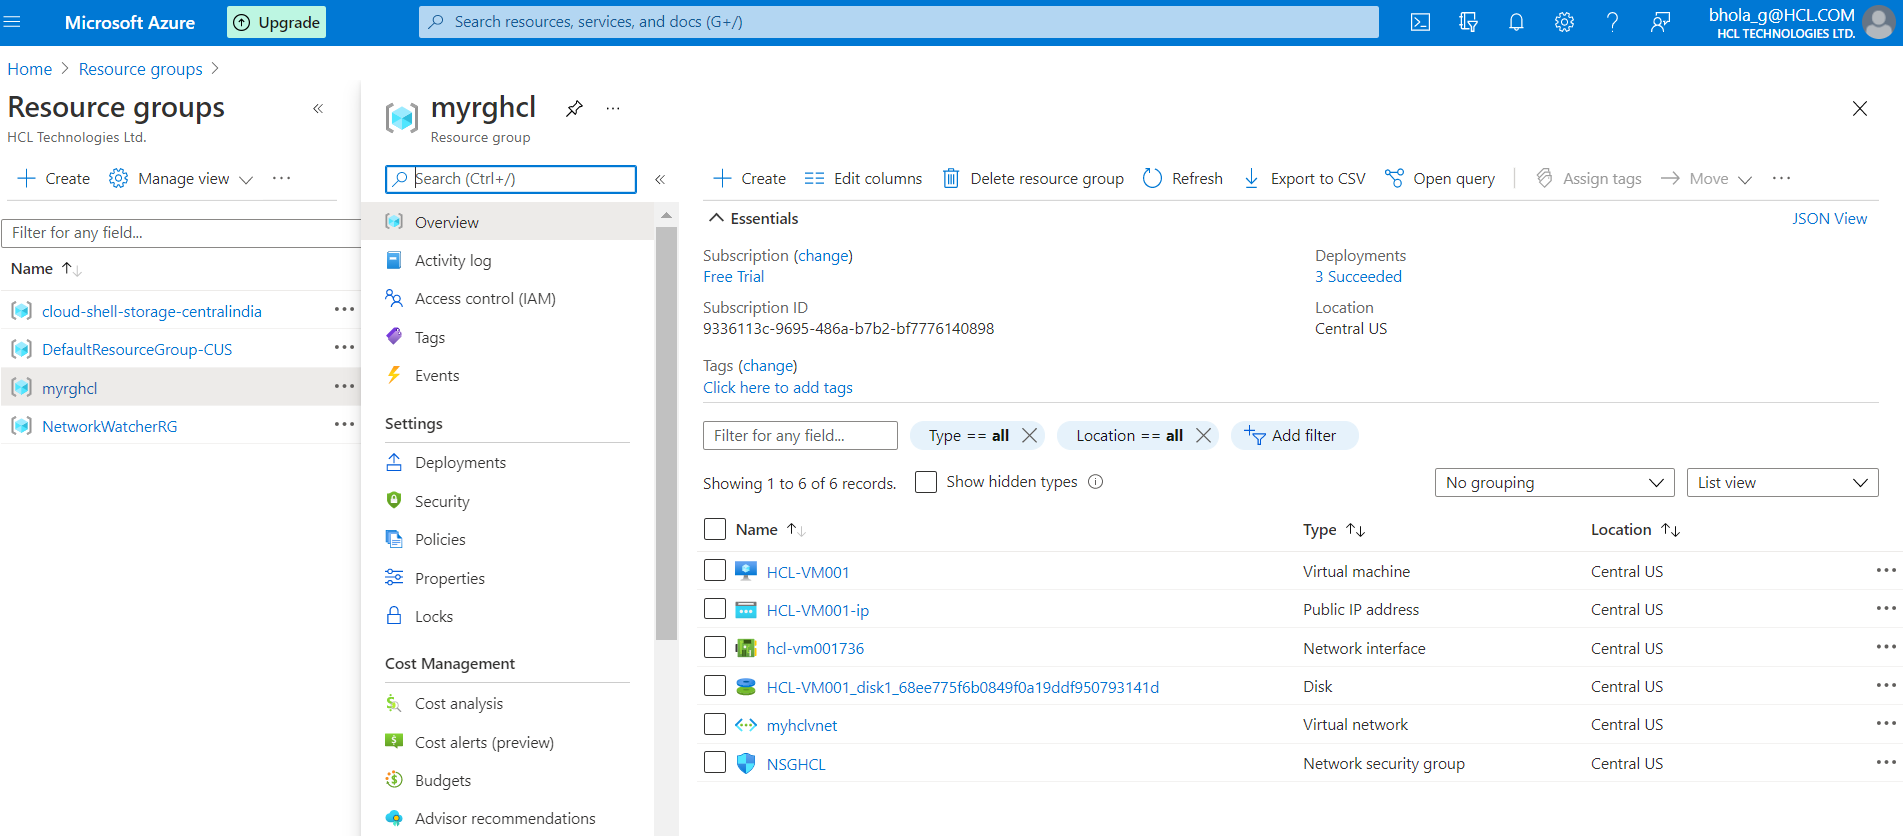 Microsoft Azure
Upgrade
Search resources, services, and docs (G+/)
bhola_g@HCL.COM
HCL TECHNOLOGIES LTD.
Home > Resource groups >
Resource groups
HCL Technologies Ltd.
Create
Manage view
Filter for any field...
Name
cloud-shell-storage-centralindia
DefaultResourceGroup-CUS
myrghcl
NetworkWatcherRG
myrghcl
Resource group
Search (Ctrl+/)
Overview
Activity log
Access control (IAM)
Tags
Events
Settings
Deployments
Security
Policies
Properties
Locks
Cost Management
Cost analysis
Cost alerts (preview)
Budgets
Advisor recommendations
Create
Edit columns
Delete resource group
Refresh
Export to CSV
Open query
Assign tags
Move
Essentials
JSON View
Subscription (change)
Free Trial
Subscription ID
9336113c-9695-486a-b7b2-bf7776140898
Tags (change)
Click here to add tags
Deployments
3 Succeeded
Location
Central US
Filter for any field...
Type == all
Location == all
Add filter
Showing 1 to 6 of 6 records.
Show hidden types
No grouping
List view
Name Type Location
HCL-VM001 Virtual machine Central US
HCL-VM001-ip Public IP address Central US
hcl-vm001736 Network interface Central US
HCL-VM001_disk1_68ee775f6b0849f0a19ddf950793141d Disk Central US
myhclvnet Virtual network Central US
NSGHCL Network security group Central US